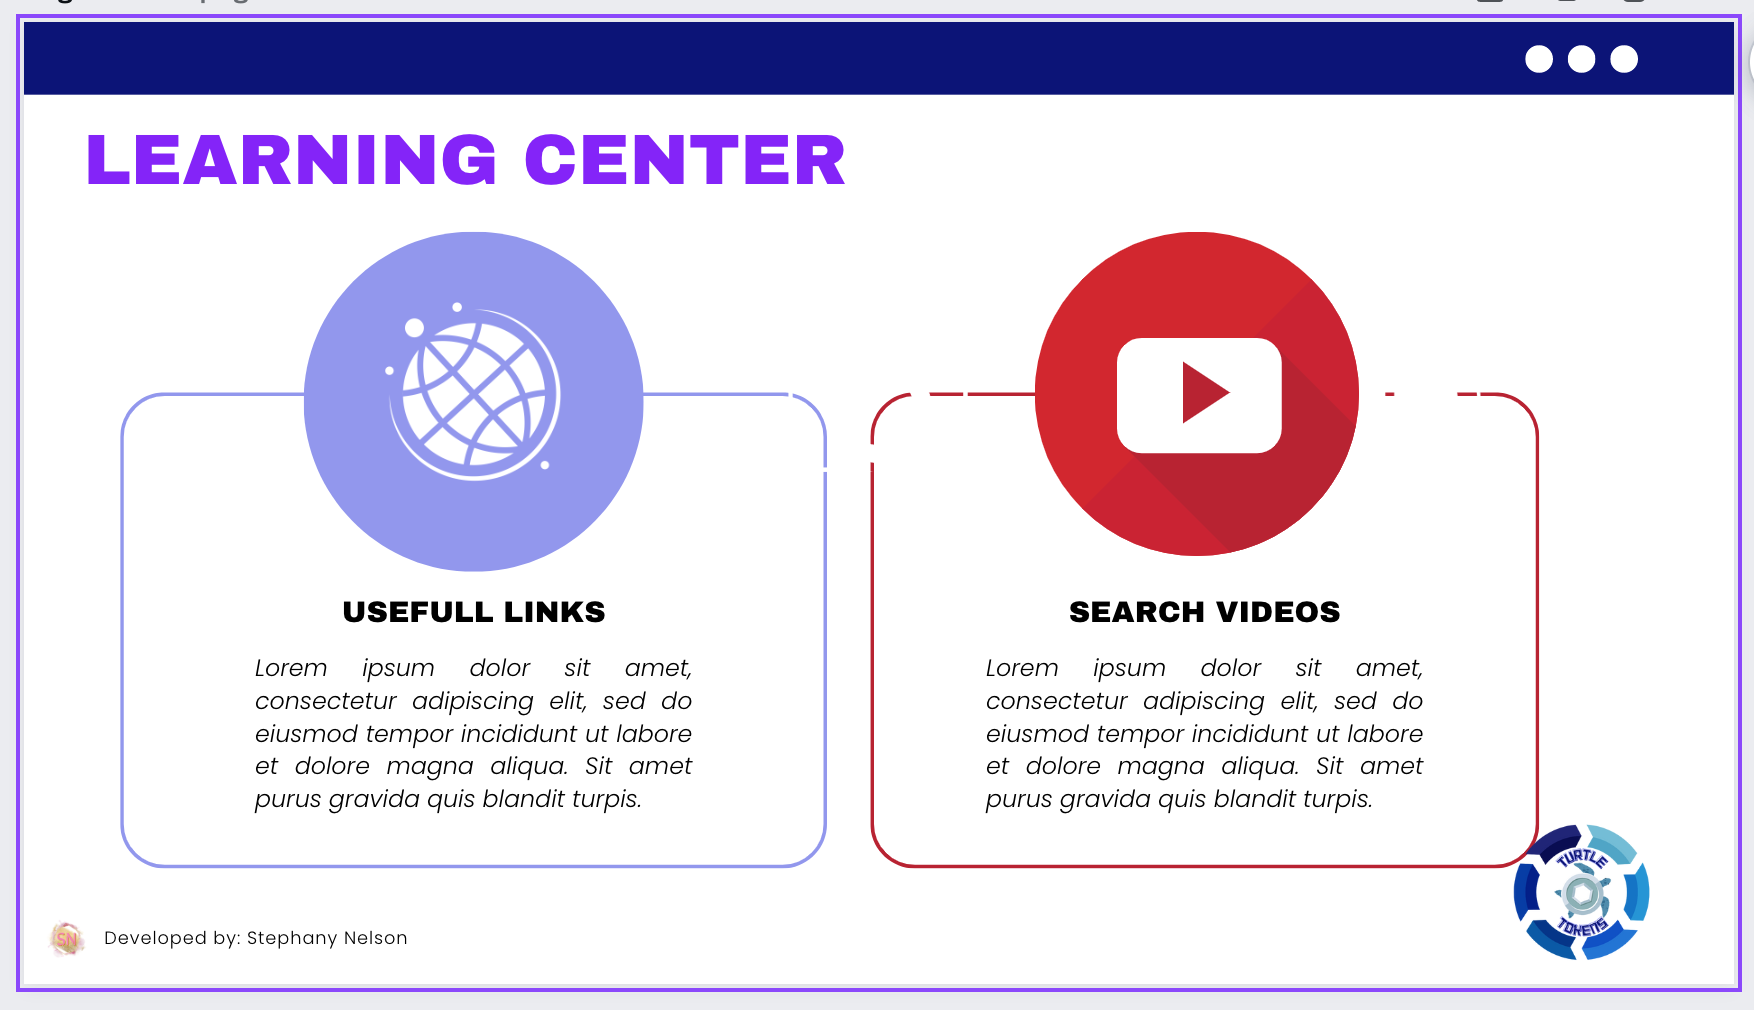 LEARNING CENTER
USEFULL LINKS
Lorem ipsum dolor sit amet,
consectetur adipiscing elit, sed do
eiusmod tempor incididunt ut labore
et dolore magna aliqua. Sit amet
purus gravida quis blandit turpis.
SEARCH VIDEOS
Lorem ipsum dolor sit amet,
consectetur adipiscing elit, sed do
eiusmod tempor incididunt ut labore
et dolore magna aliqua. Sit amet
purus gravida quis blandit turpis.
TURTLE
TOKENS
SN
Developed by: Stephany Nelson